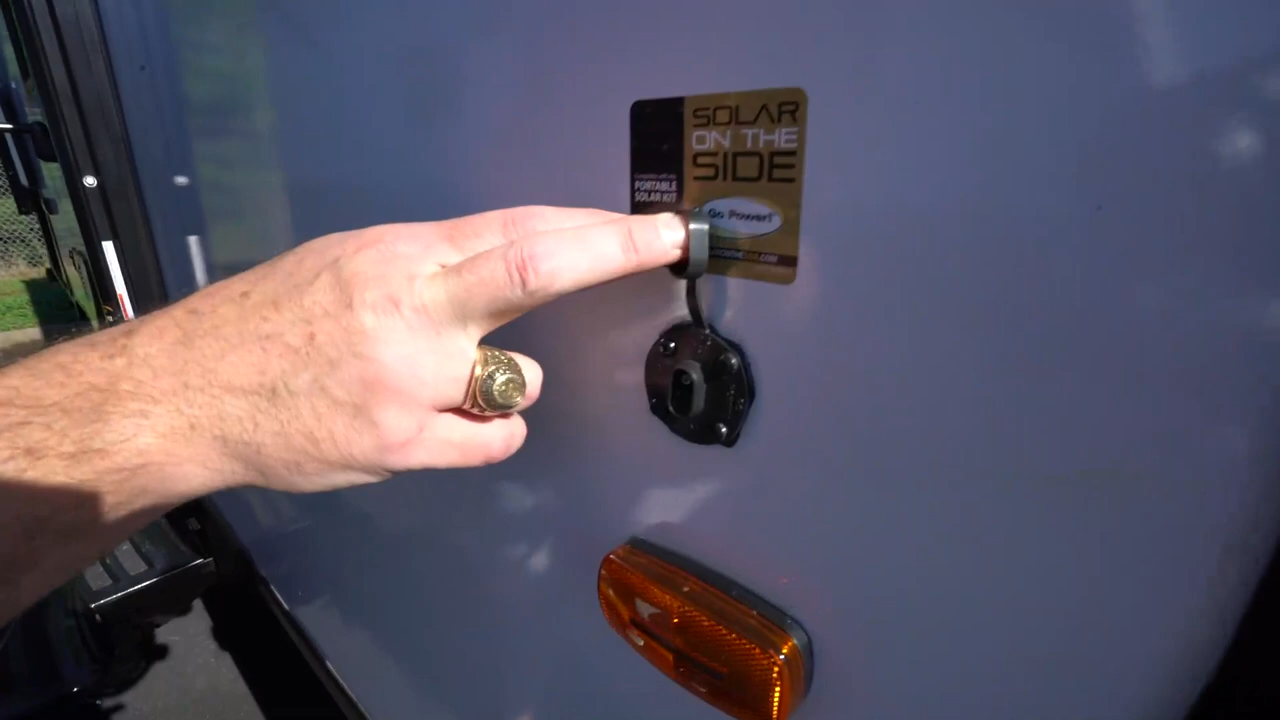 SOLAR
ON THE
SIDE
PORTABLE
SOLAR KIT
Go Power!